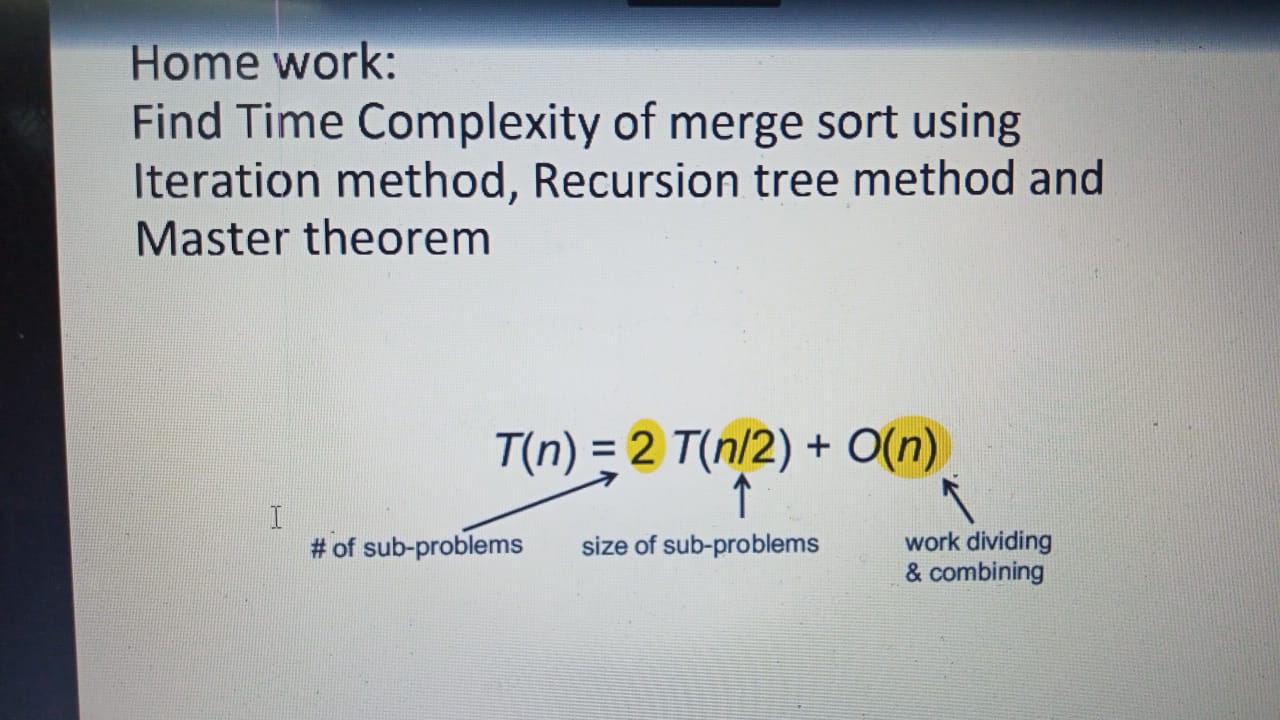 Home work:
Find Time Complexity of merge sort using
Iteration method, Recursion tree method and
Master theorem
T(n) = 2 T(n/2) + O(n)
# of sub-problems
size of sub-problems
work dividing
& combining